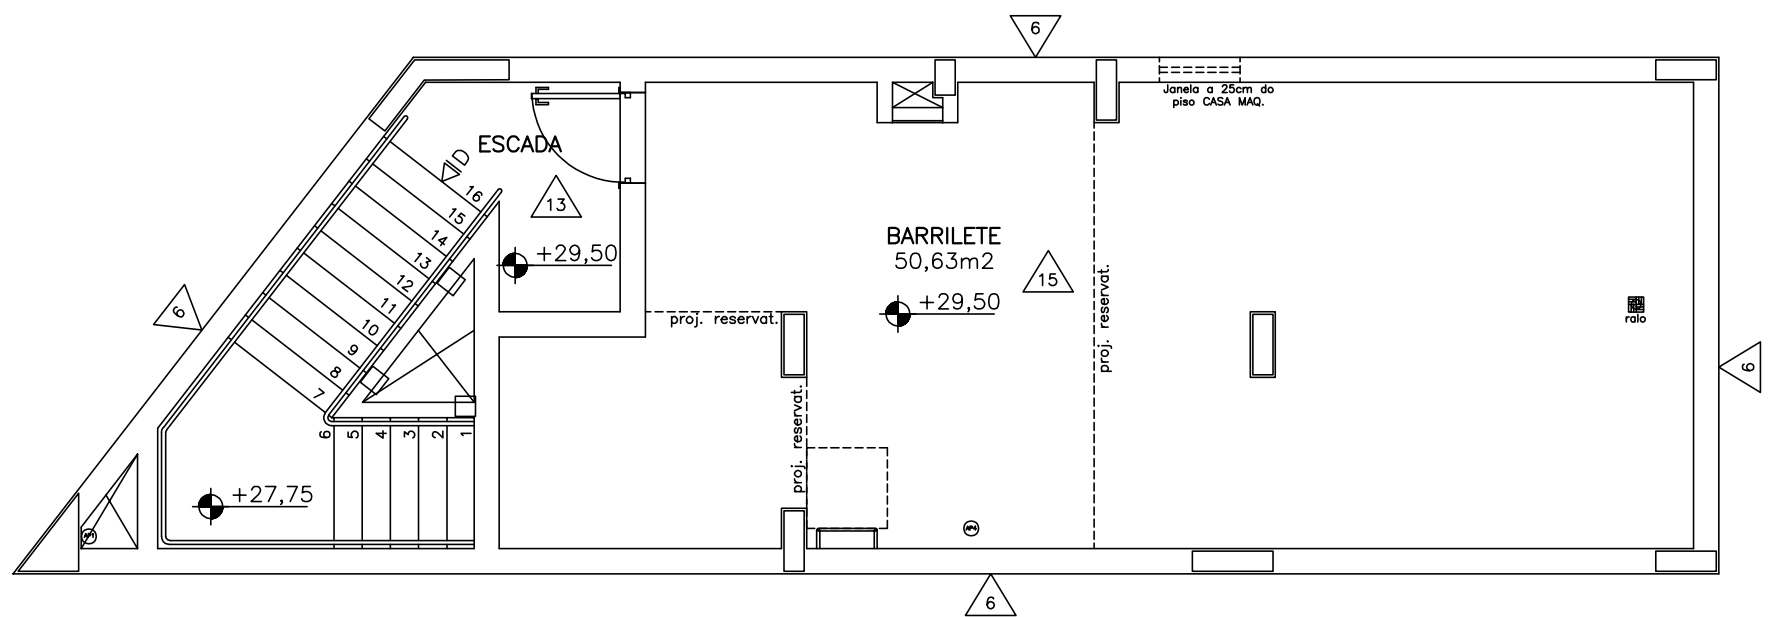 6
Janela a 25cm do
piso CASA MAQ.
ESCADA
13
+29,50
BARRILETE
50,63m2
15
+29,50
proj. reservat.
proj. reservat.
proj. reservat.
ralo
6
6
16
15
14
13
12
11
10
9
8
7
6
5
4
3
2
1
+27,75
AP1
AP4
6